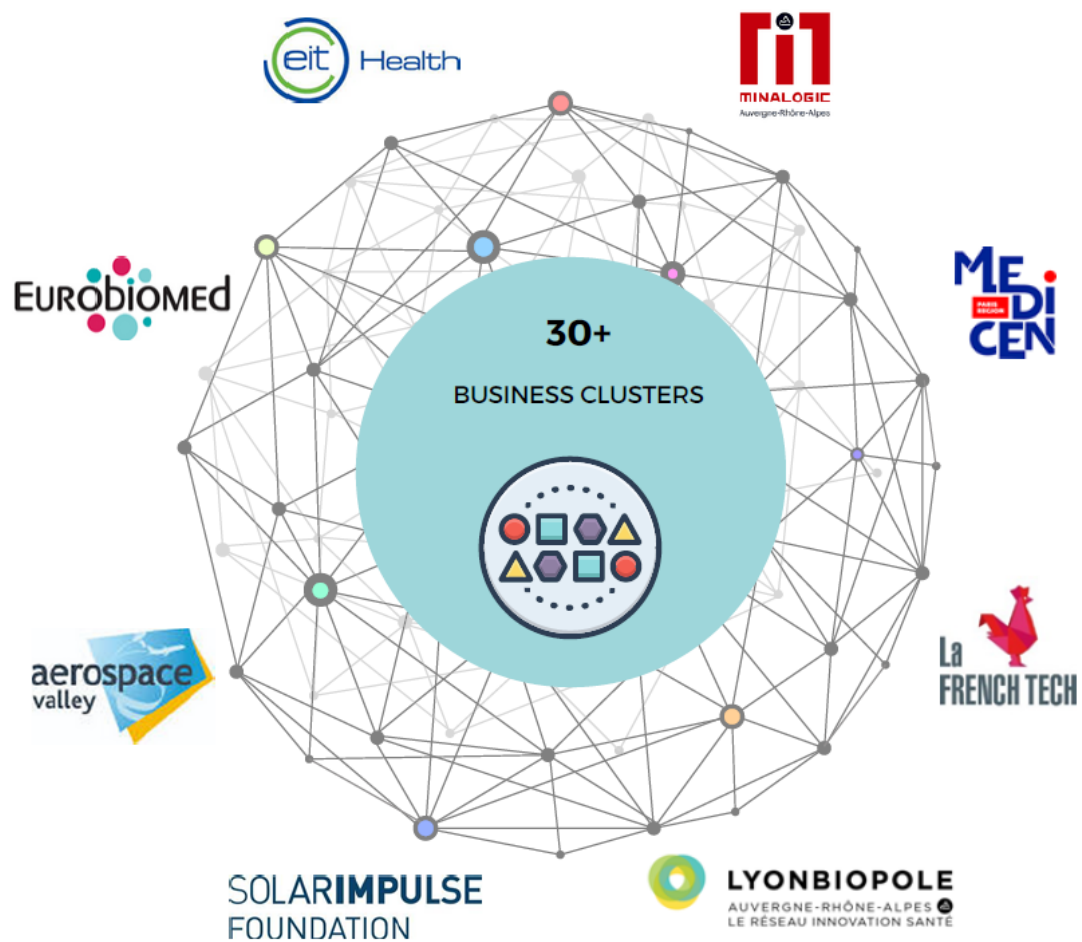 eit Health
MINALOGIC
Auvergne-Rhône-Alpes
EUROBIOMED
MEDICEN
PARIS
REGION
30+
BUSINESS CLUSTERS
aerospace
valley
La
FRENCH TECH
SOLARIMPULSE
FOUNDATION
LYONBIOPOLE
AUVERGNE-RHÔNE-ALPES
LE RÉSEAU INNOVATION SANTÉ